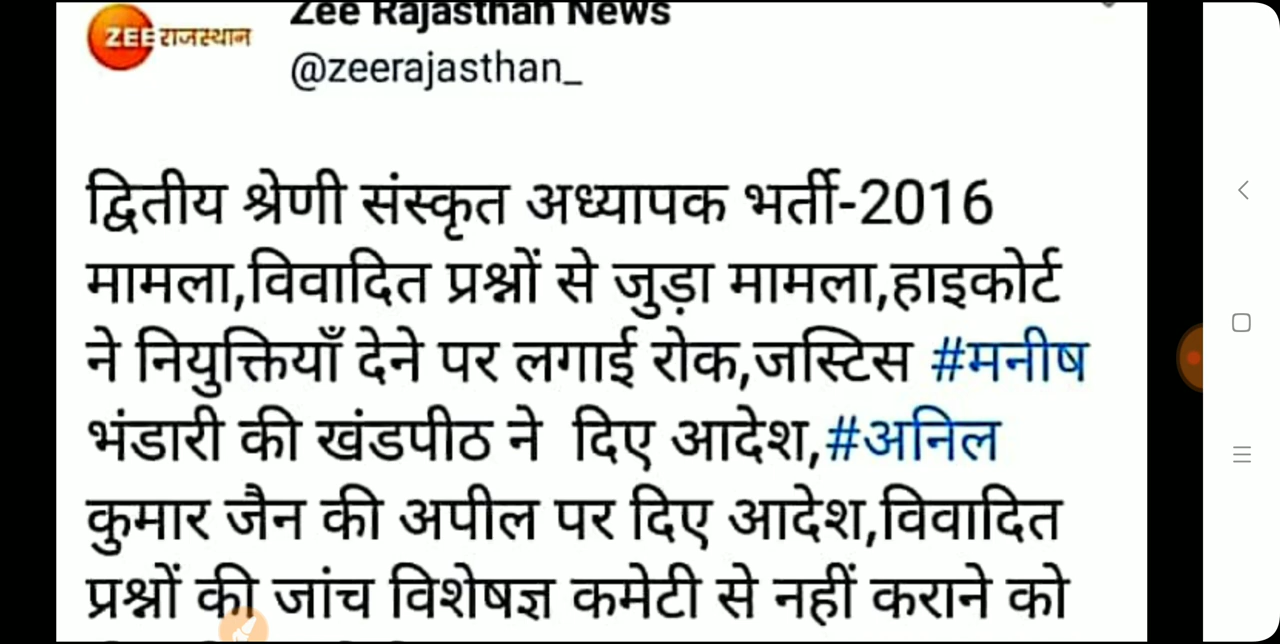 Zee Rajasthan News
ZEE राजस्थान
@zeerajasthan_
द्वितीय श्रेणी संस्कृत अध्यापक भर्ती-2016
मामला,विवादित प्रश्नों से जुड़ा मामला,हाइकोर्ट
ने नियुक्तियाँ देने पर लगाई रोक,जस्टिस #मनीष
भंडारी की खंडपीठ ने दिए आदेश,#अनिल
कुमार जैन की अपील पर दिए आदेश,विवादित
प्रश्नों की जांच विशेषज्ञ कमेटी से नहीं कराने को